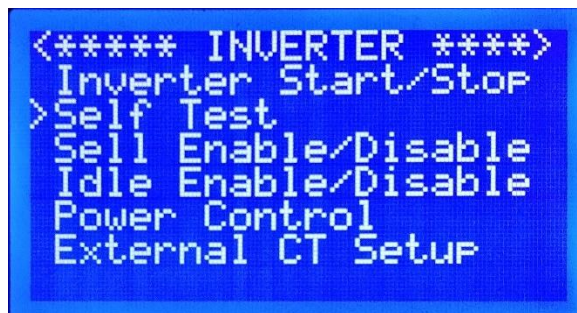 <***** INVERTER ****>
Inverter Start/Stop
>Self Test
Sell Enable/Disable
Idle Enable/Disable
Power Control
External CT Setup